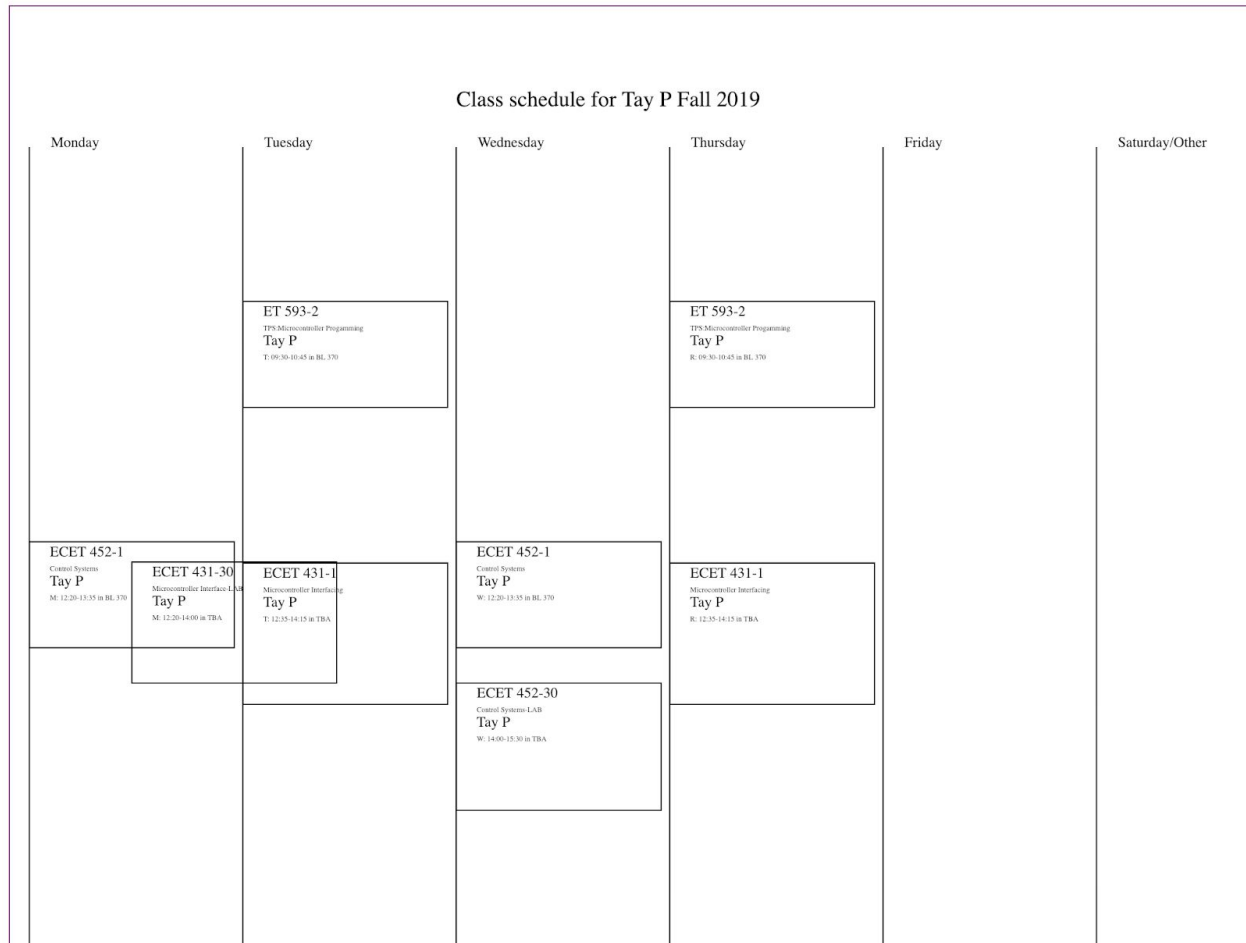 Class schedule for Tay P Fall 2019
Monday
Tuesday
Wednesday
Thursday
Friday
Saturday/Other
ET 593-2
TPS:Microcontroller Progamming
Tay P
T: 09:30-10:45 in BL 370
ET 593-2
TPS:Microcontroller Progamming
Tay P
R: 09:30-10:45 in BL 370
ECET 452-1
Control Systems
Tay P
M: 12:20-13:35 in BL 370
ECET 431-30
Microcontroller Interface-LAB
Tay P
M: 12:20-14:00 in TBA
ECET 431-1
Microcontroller Interfacing
Tay P
T: 12:35-14:15 in TBA
ECET 452-1
Control Systems
Tay P
W: 12:20-13:35 in BL 370
ECET 452-30
Control Systems-LAB
Tay P
W: 14:00-15:30 in TBA
ECET 431-1
Microcontroller Interfacing
Tay P
R: 12:35-14:15 in TBA